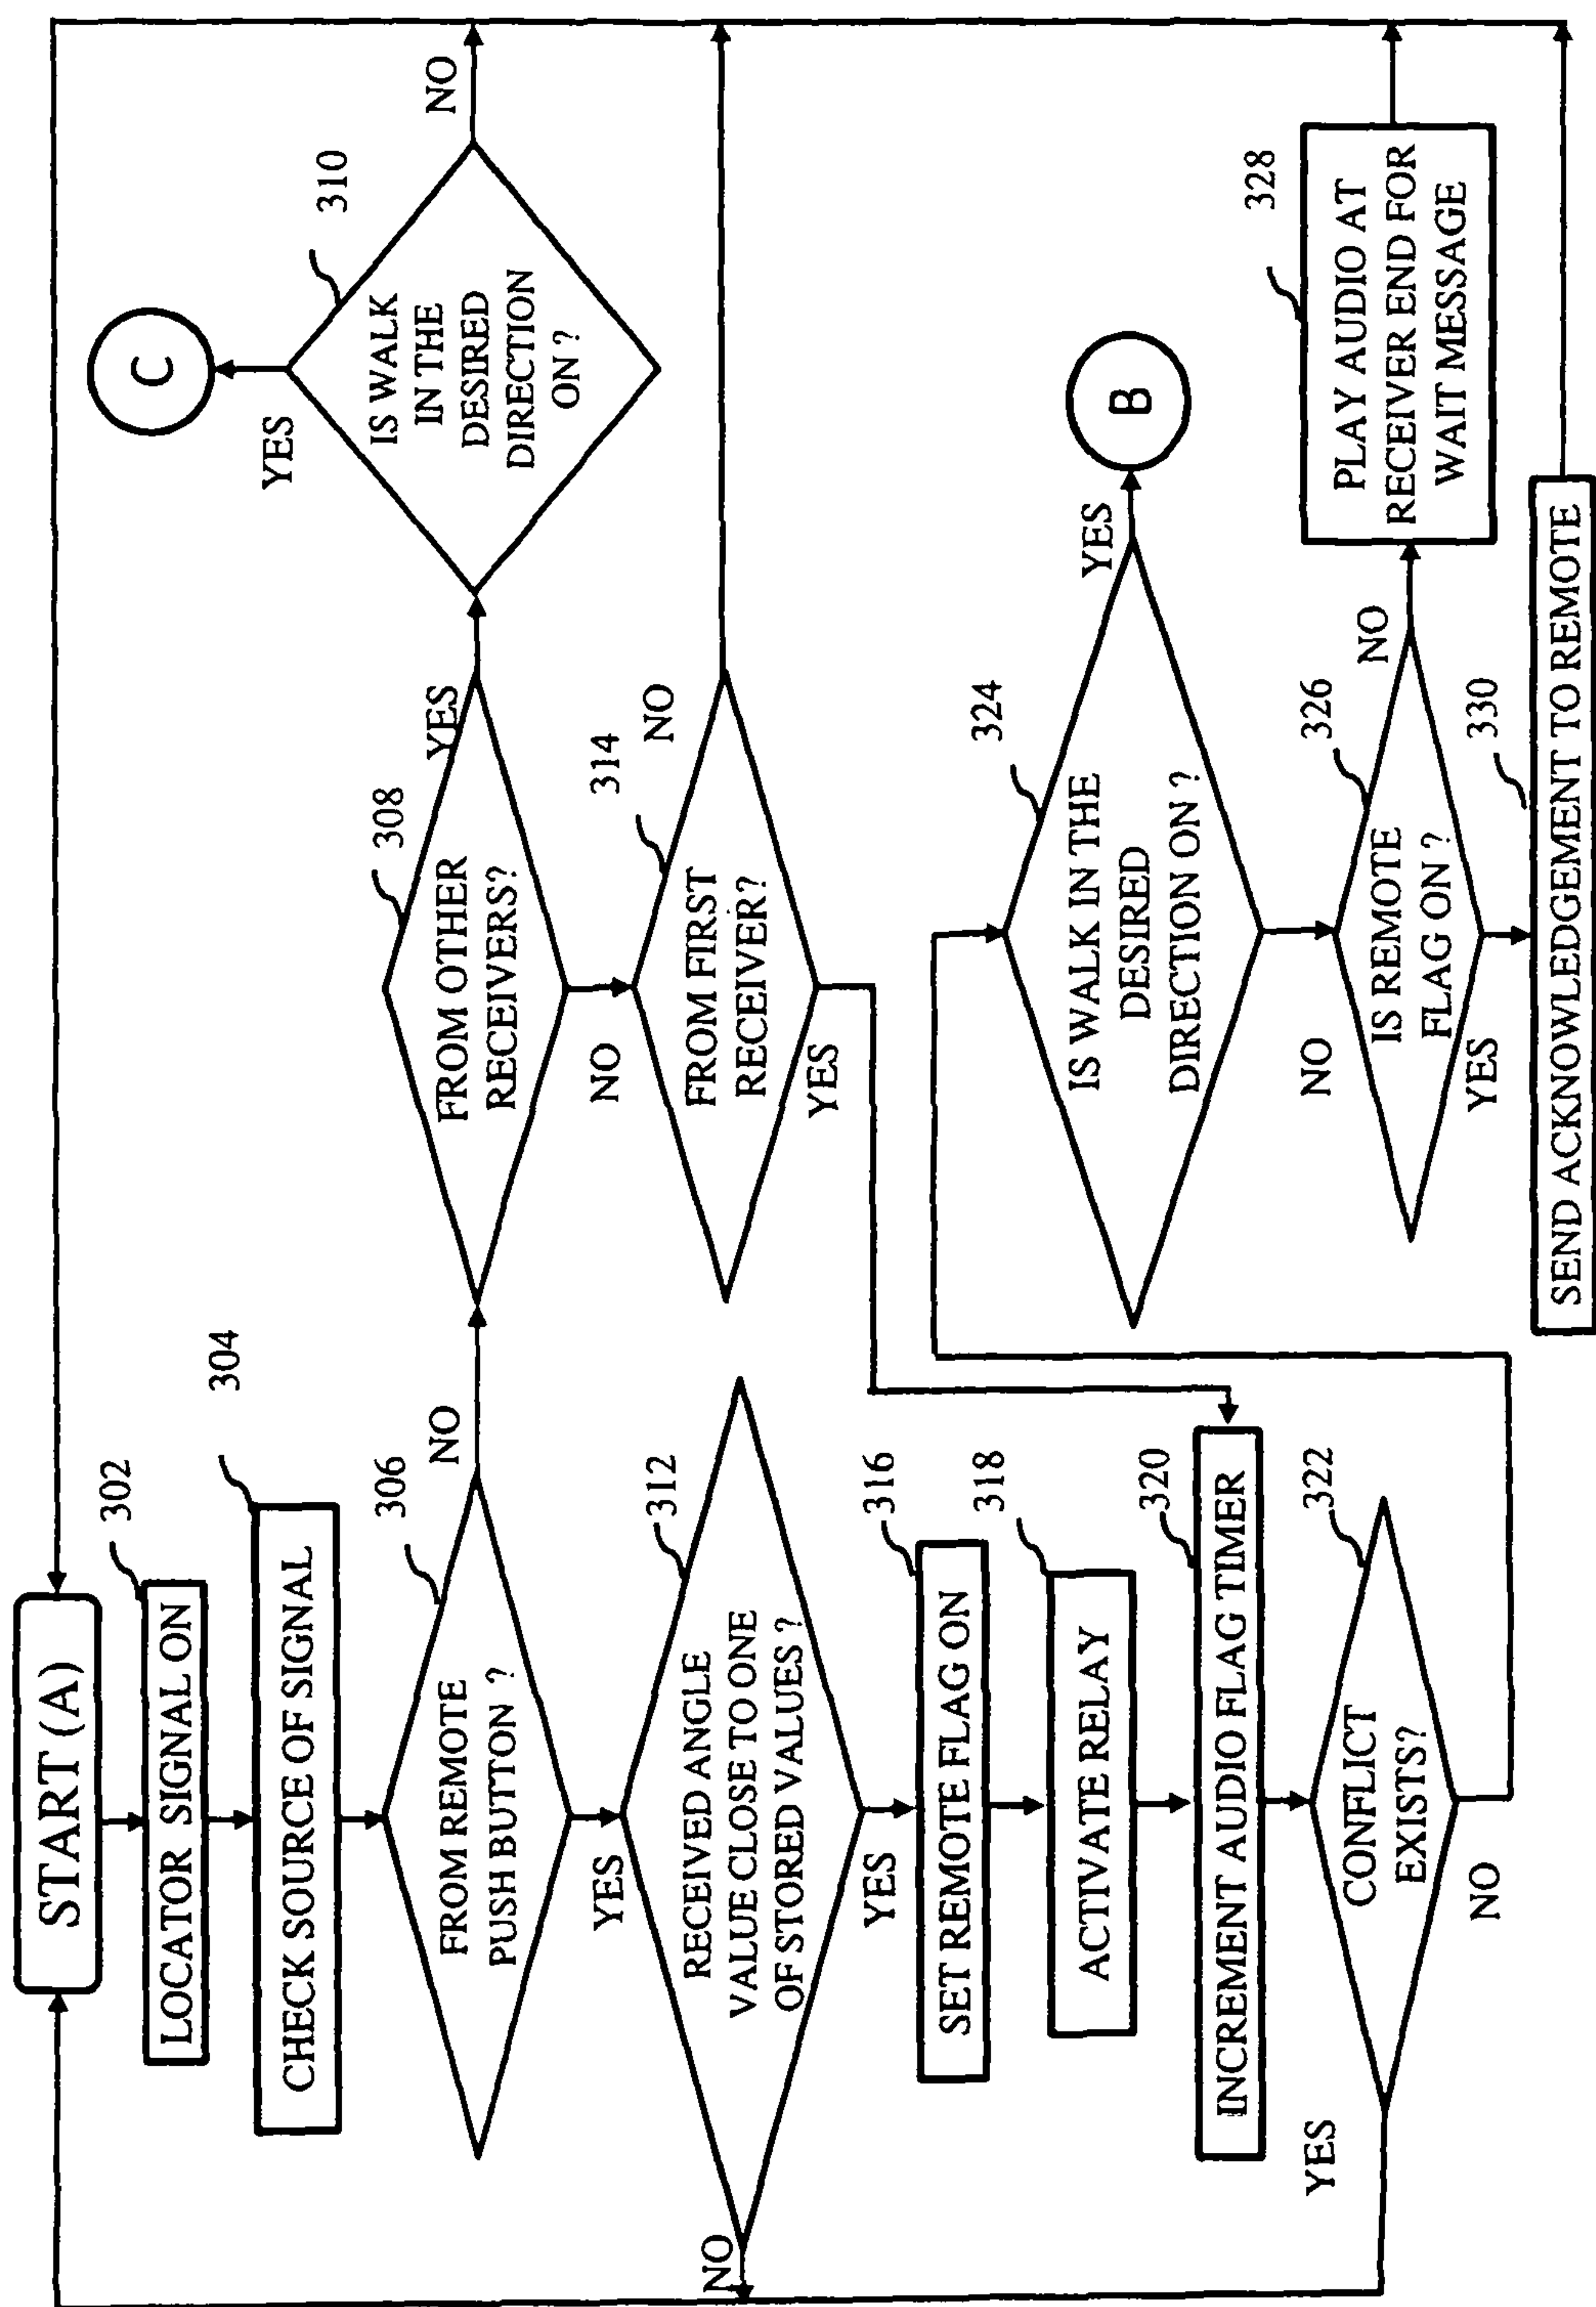 START (A)
302
LOCATOR SIGNAL ON
304
CHECK SOURCE OF SIGNAL
306
FROM REMOTE
PUSH BUTTON ?
NO
YES
308
FROM OTHER
RECEIVERS?
YES
NO
310
IS WALK
IN THE
DESIRED
DIRECTION
ON ?
YES
NO
C
312
RECEIVED ANGLE
VALUE CLOSE TO ONE
OF STORED VALUES ?
NO
YES
314
FROM FIRST
RECEIVER?
NO
YES
316
SET REMOTE FLAG ON
318
ACTIVATE RELAY
320
INCREMENT AUDIO FLAG TIMER
322
CONFLICT
EXISTS?
YES
NO
324
IS WALK IN THE
DESIRED
DIRECTION ON ?
YES
NO
B
326
IS REMOTE
FLAG ON ?
NO
YES
328
PLAY AUDIO AT
RECEIVER END FOR
WAIT MESSAGE
330
SEND ACKNOWLEDGEMENT TO REMOTE